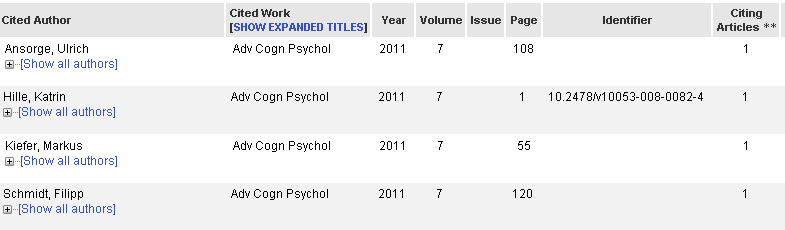 Cited Author Cited Work [SHOW EXPANDED TITLES] Year Volume Issue Page Identifier Citing Articles **
Ansorge, Ulrich Adv Cogn Psychol 2011 7 108 1
[Show all authors]
Hille, Katrin Adv Cogn Psychol 2011 7 1 10.2478/v10053-008-0082-4 1
[Show all authors]
Kiefer, Markus Adv Cogn Psychol 2011 7 55 1
[Show all authors]
Schmidt, Filipp Adv Cogn Psychol 2011 7 120 1
[Show all authors]